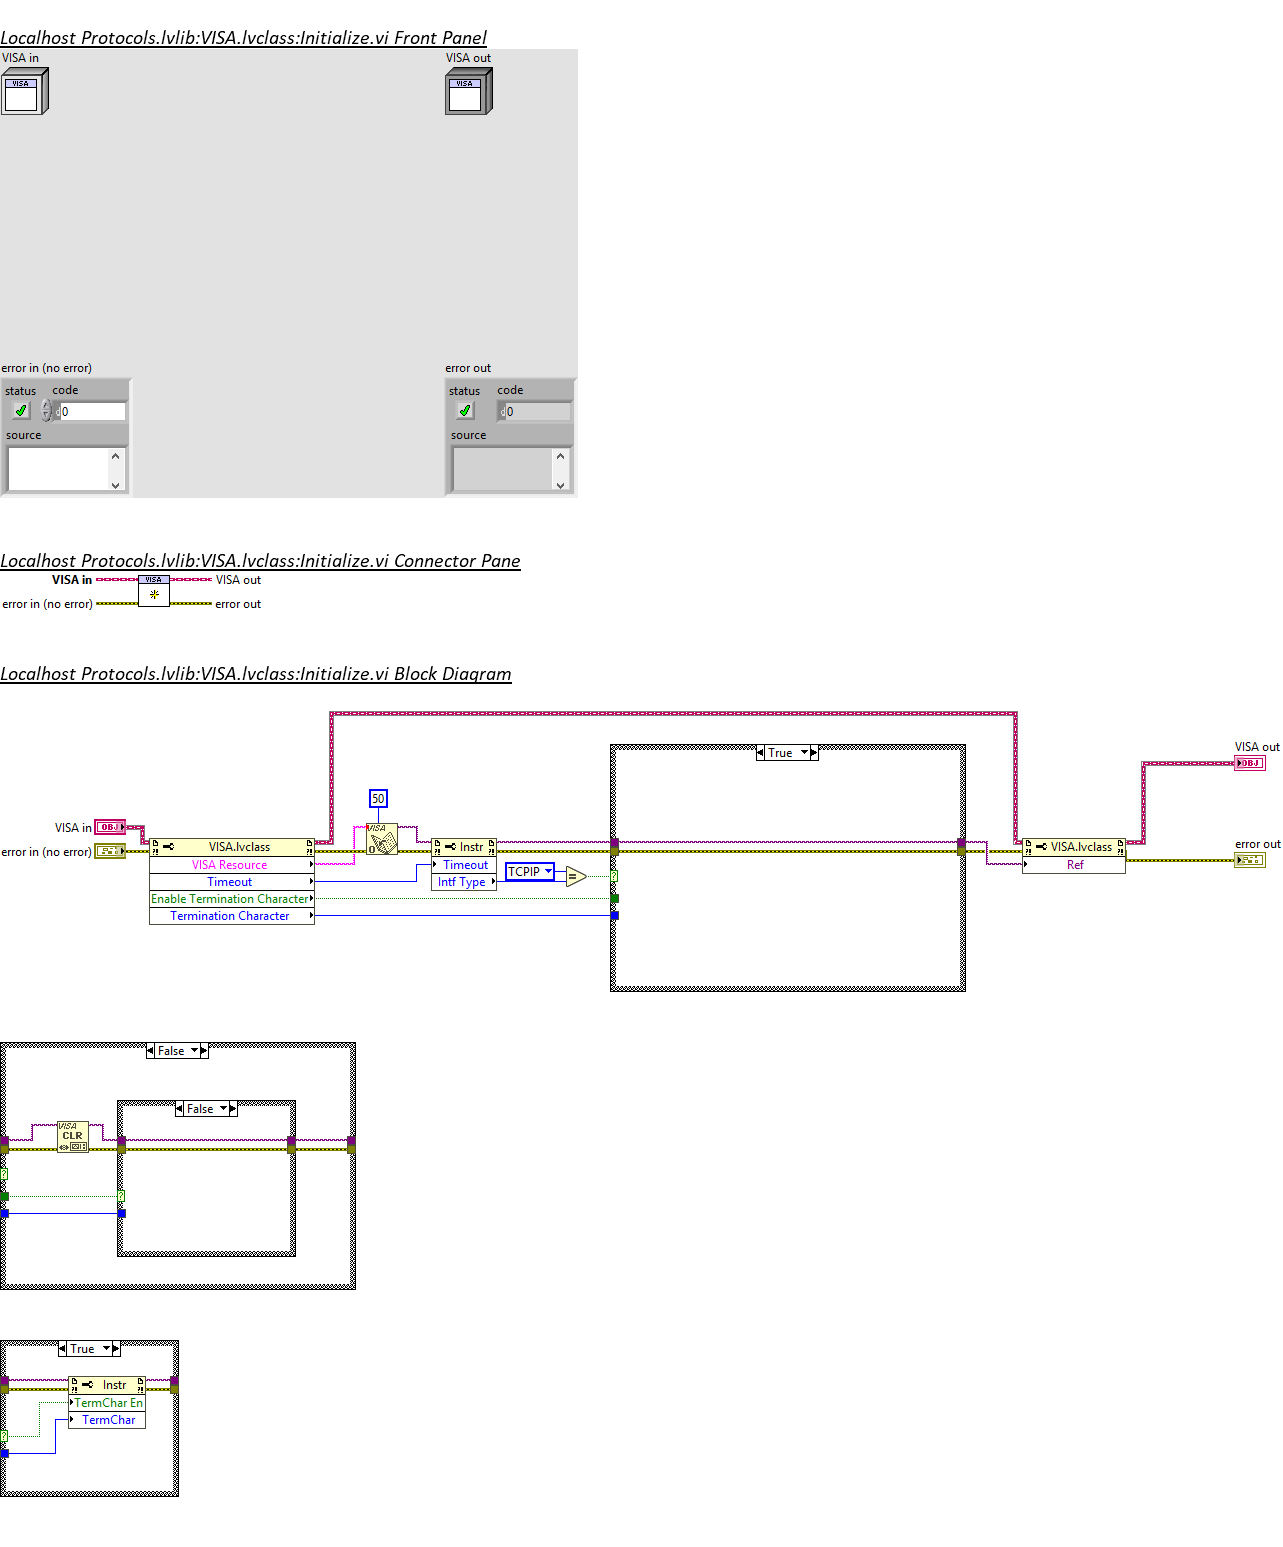 Localhost Protocols.lvlib:VISA.lvclass:Initialize.vi Front Panel
VISA in
VISA out
VISA
VISA
error in (no error)
error out
status
code
status
code
d 0
d 0
source
source
Localhost Protocols.lvlib:VISA.lvclass:Initialize.vi Connector Pane
VISA in
VISA
VISA out
error in (no error)
error out
Localhost Protocols.lvlib:VISA.lvclass:Initialize.vi Block Diagram
True
VISA out
OBJ
50
VISA in
OBJ
VISA
error in (no error)
VISA.lvclass
Instr
VISA.lvclass
error out
VISA Resource
Timeout
TCPIP
=
?
Ref
Timeout
Intf Type
Enable Termination Character
Termination Character
False
False
VISA
CLR
?
?
True
Instr
TermChar En
TermChar
?